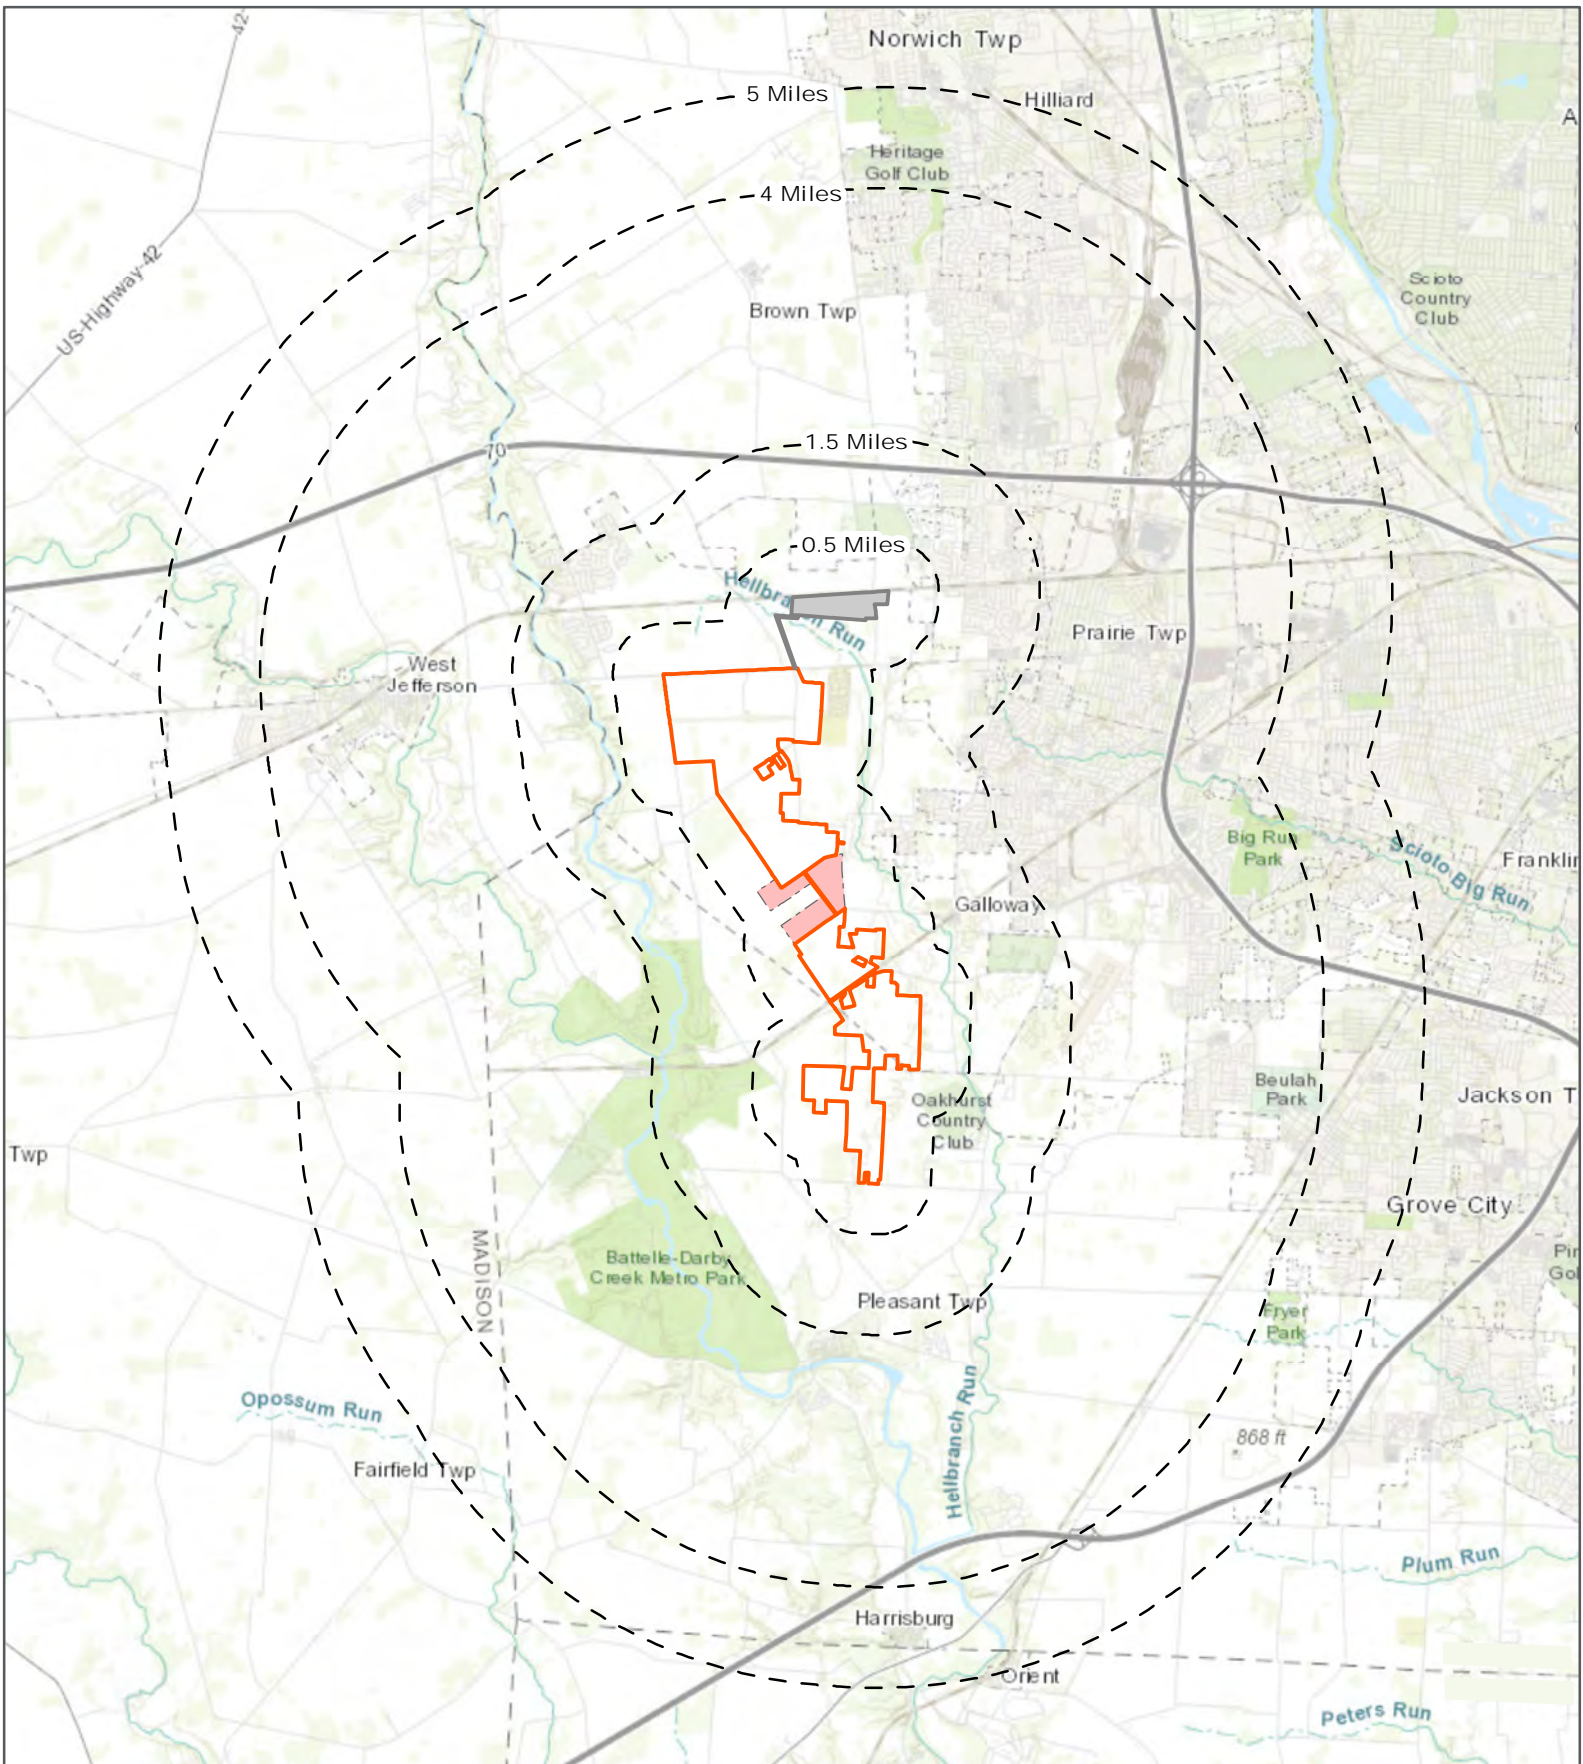 42
Norwich Twp
5 Miles
Hilliard
A
Heritage
Golf Club
4 Miles
US-Highway-42
Scioto
Country
Club
Brown Twp
1.5 Miles
70
0.5 Miles
Hellbranch Run
Prairie Twp
West
Jefferson
Big Run
Park
Scioto Big Run
Franklin
Galloway
Beulah
Park
Jackson T
Oakhurst
Country
Club
Twp
Grove City
MADISON
Battelle-Darby
Creek Metro Park
Pin
Gol
Pleasant Twp
Fryer
Park
Opossum Run
Hellbranch Run
868 ft
Fairfield Twp
Plum Run
Harrisburg
Orient
Peters Run